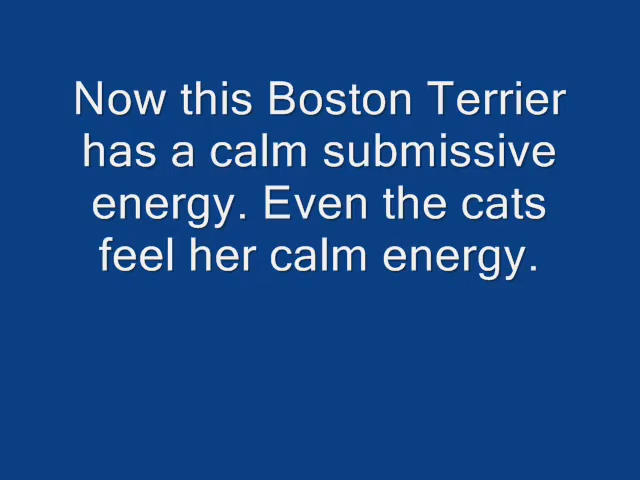 Now this Boston Terrier
has a calm submissive
energy. Even the cats
feel her calm energy.